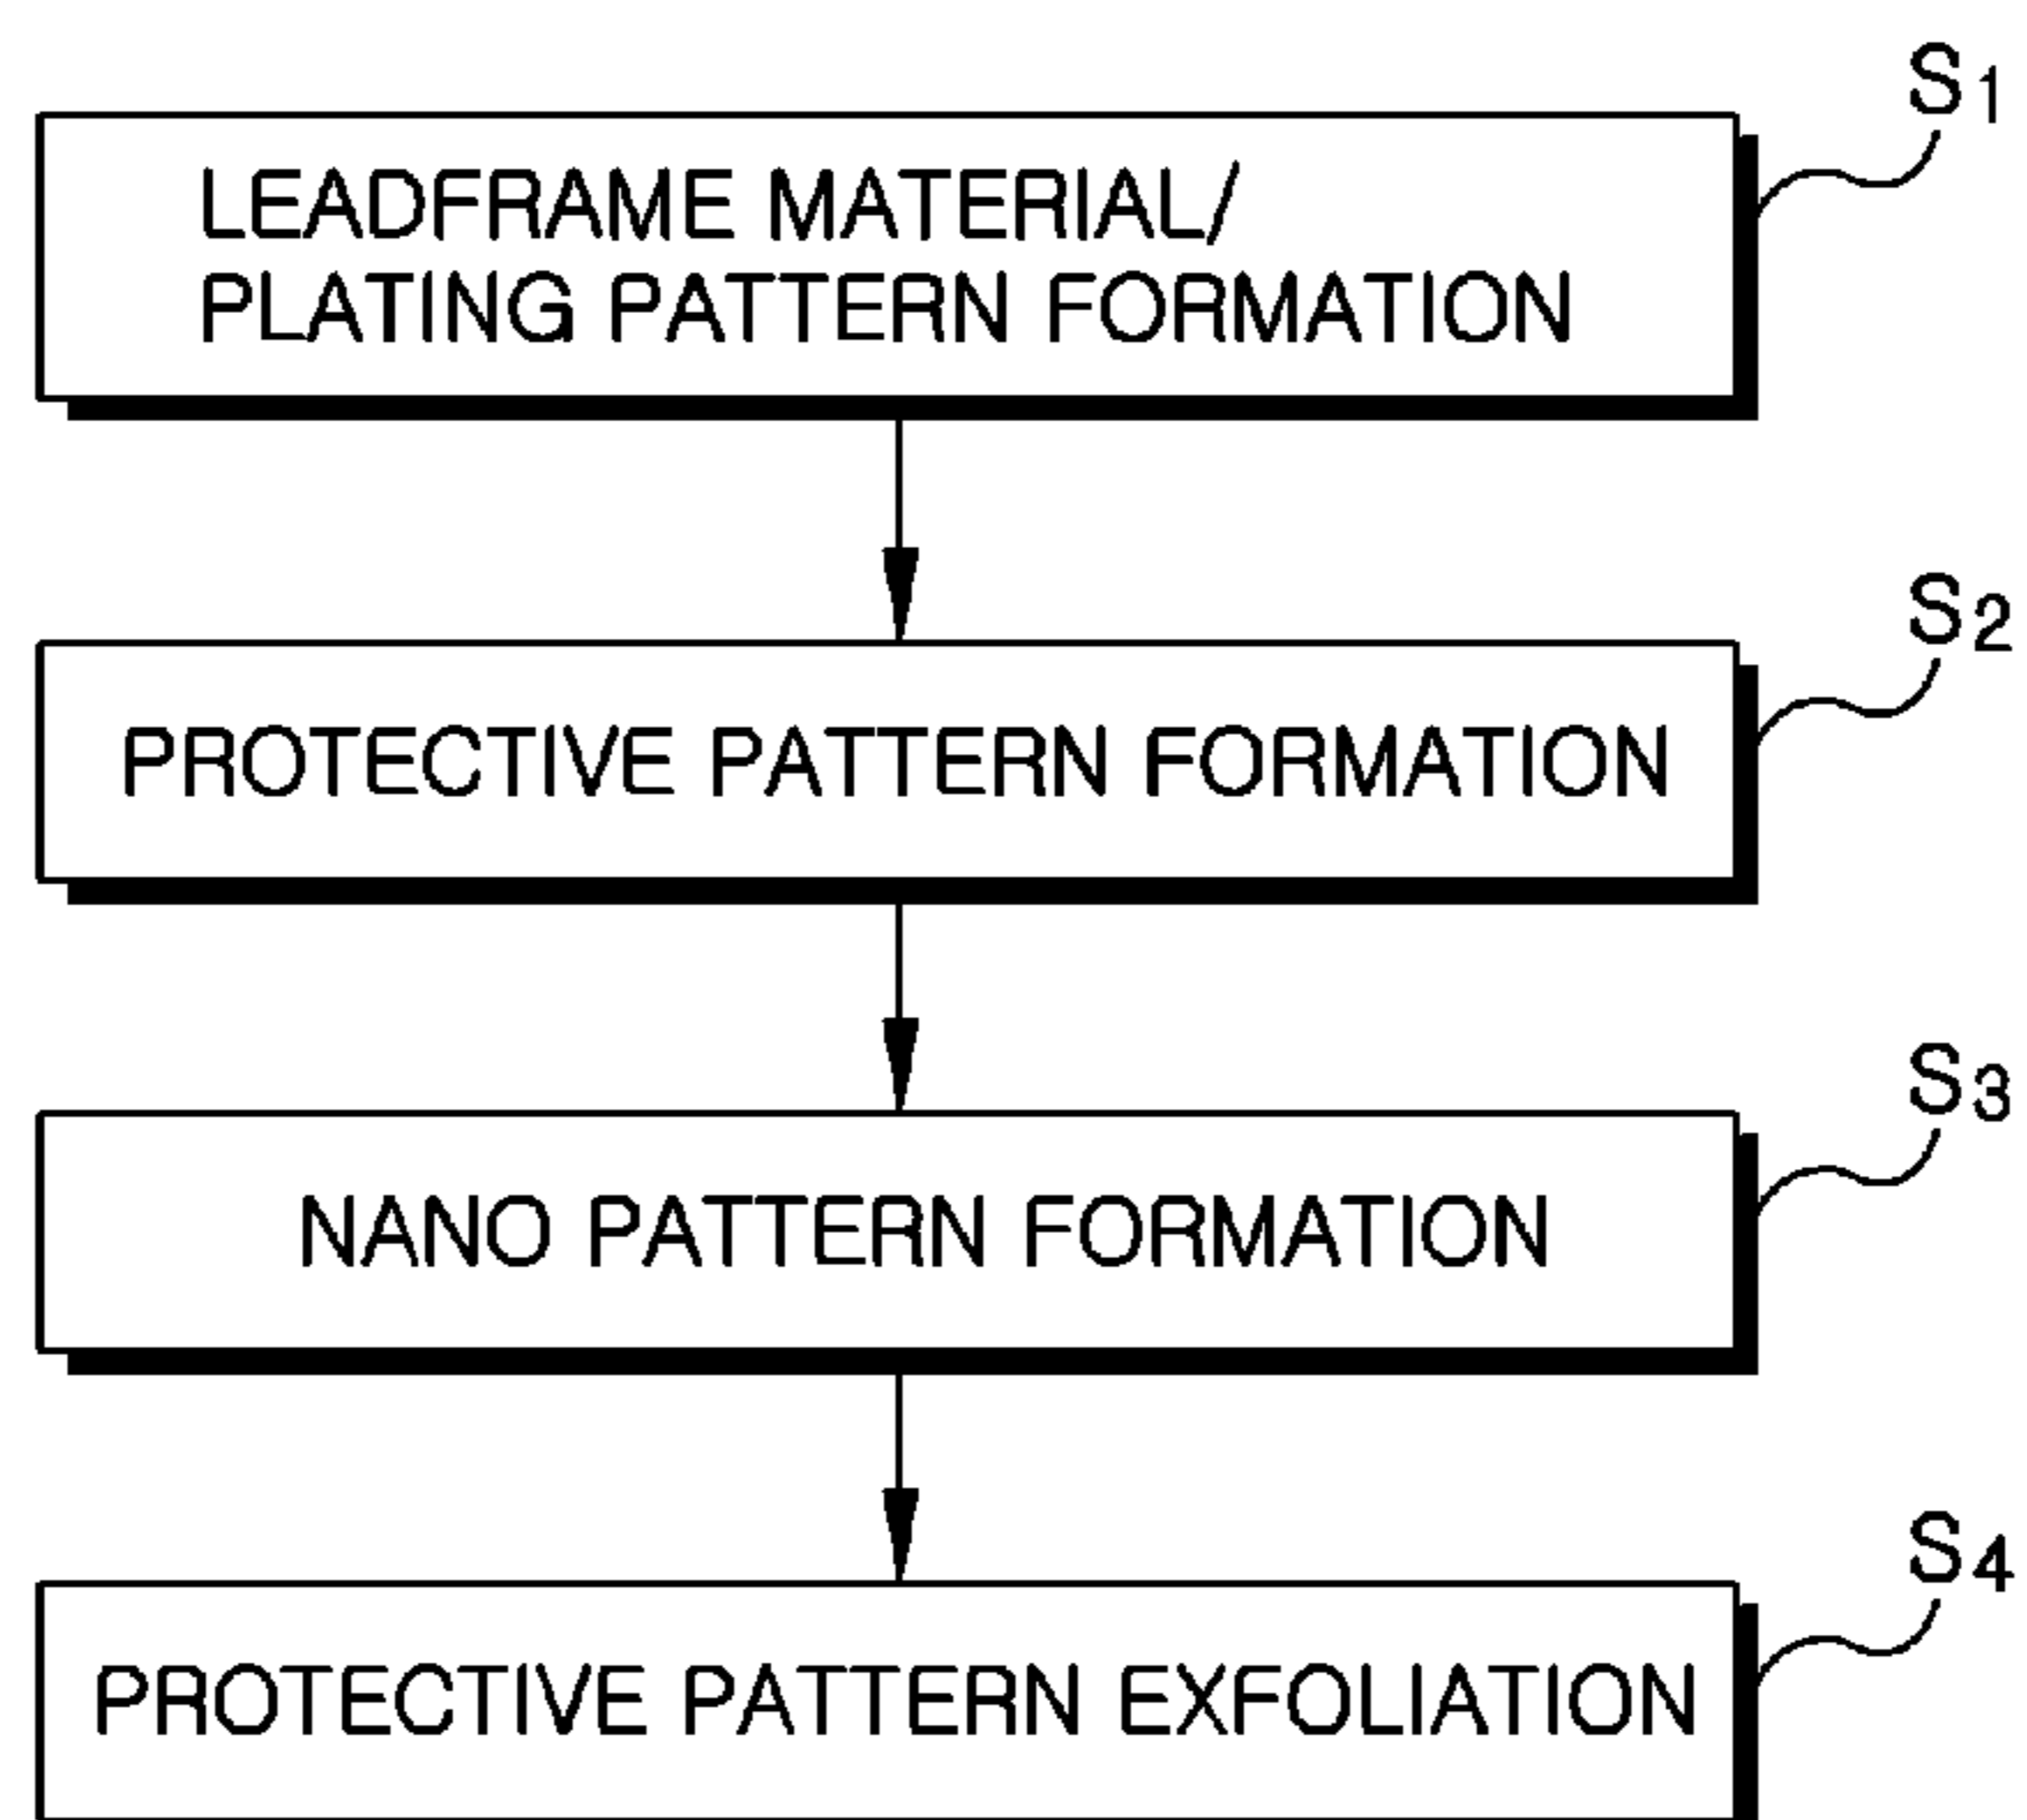 S1
LEADFRAME MATERIAL/
PLATING PATTERN FORMATION
S2
PROTECTIVE PATTERN FORMATION
S3
NANO PATTERN FORMATION
S4
PROTECTIVE PATTERN EXFOLIATION